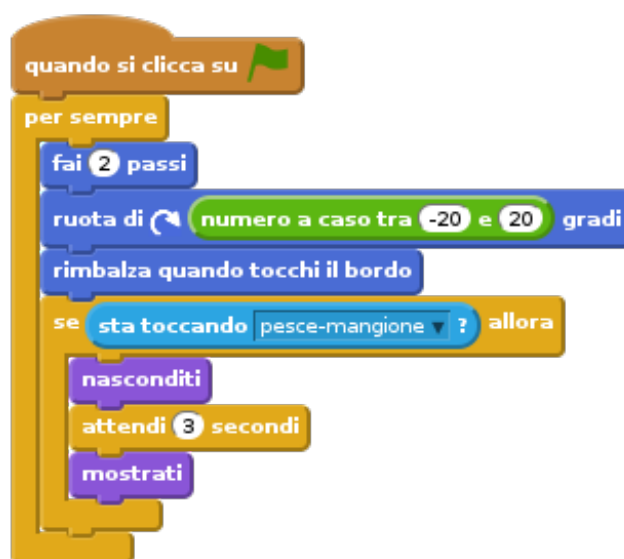 quando si clicca su
per sempre
fai 2 passi
ruota di numero a caso tra -20 e 20 gradi
rimbalza quando tocchi il bordo
se sta toccando pesce-mangione ? allora
nasconditi
attendi 3 secondi
mostrati